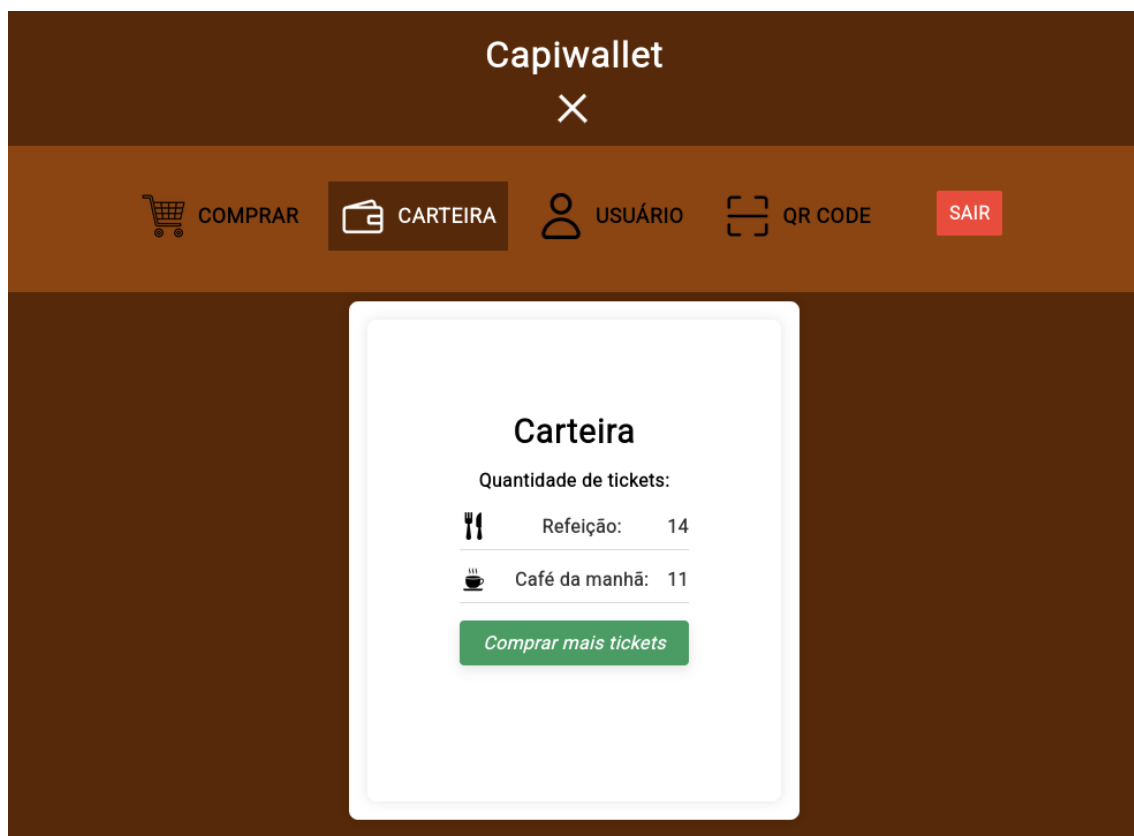 Capiwallet
COMPRAR
CARTEIRA
USUÁRIO
QR CODE
SAIR
Carteira
Quantidade de tickets:
Refeição: 14
Café da manhã: 11
Comprar mais tickets